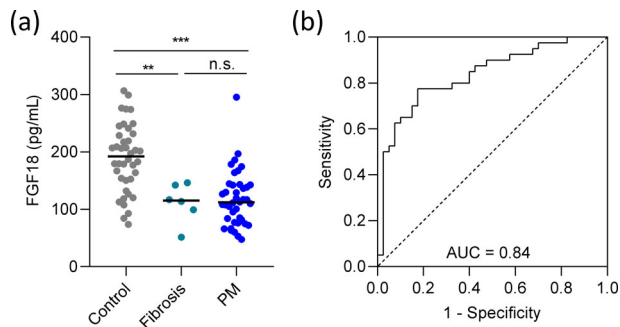 (a)
***
**
n.s.
400
300
200
100
0
FGF18 (pg/mL)
Control
Fibrosis
PM
(b)
1.0
0.8
0.6
0.4
0.2
0.0
Sensitivity
AUC = 0.84
0.0 0.2 0.4 0.6 0.8 1.0
1 - Specificity